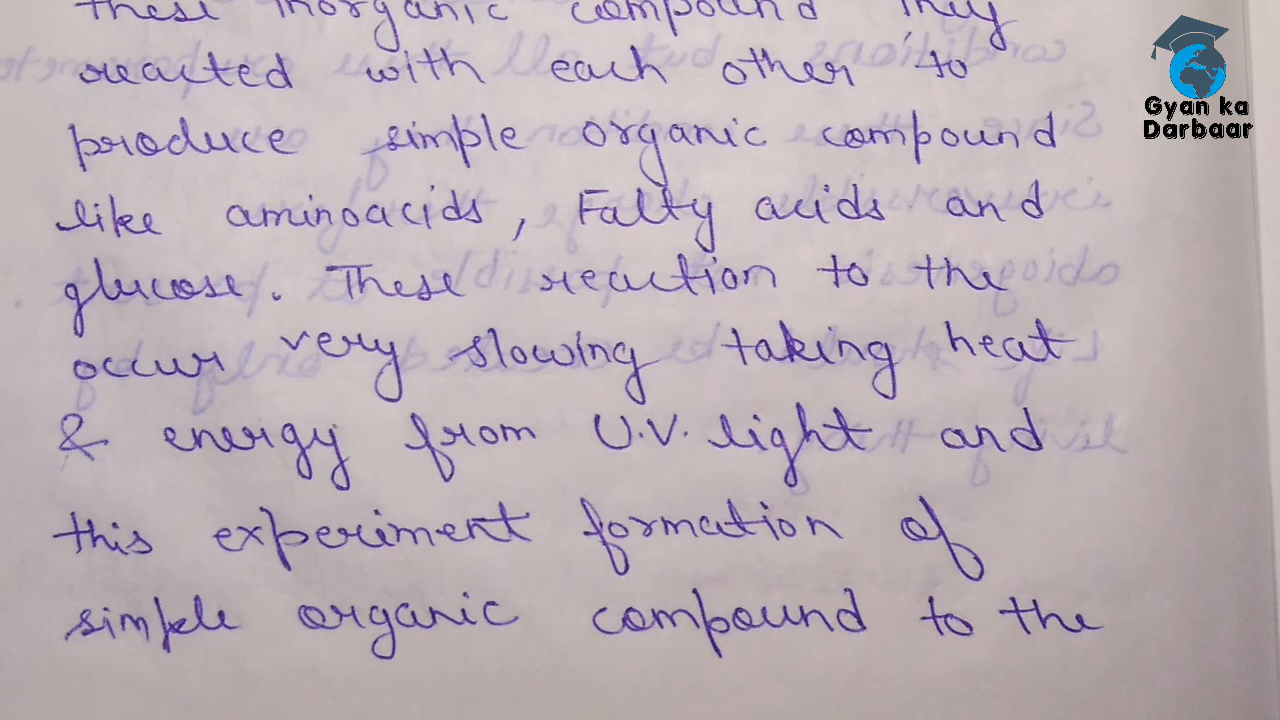 these inorganic compound they
reacted with each other to
produce simple organic compound
like aminoacids, Fatty acids and
glucose. These reaction to the
occur very slowing taking heat
& energy from U.V. light and
this experiment formation of
simple organic compound to the
Gyan ka
Darbaar